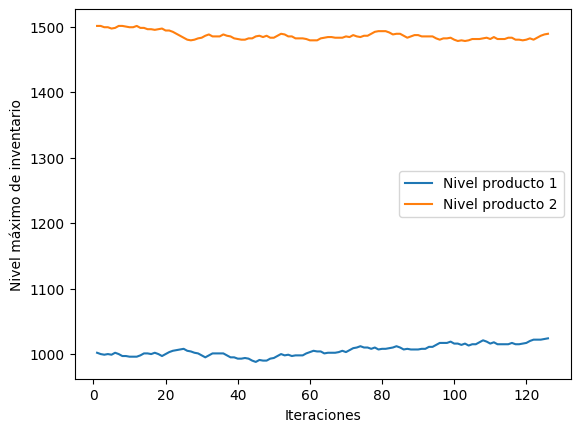 Nivel máximo de inventario
1500
1400
1300
1200
1100
1000
Nivel producto 1
Nivel producto 2
0 20 40 60 80 100 120
Iteraciones